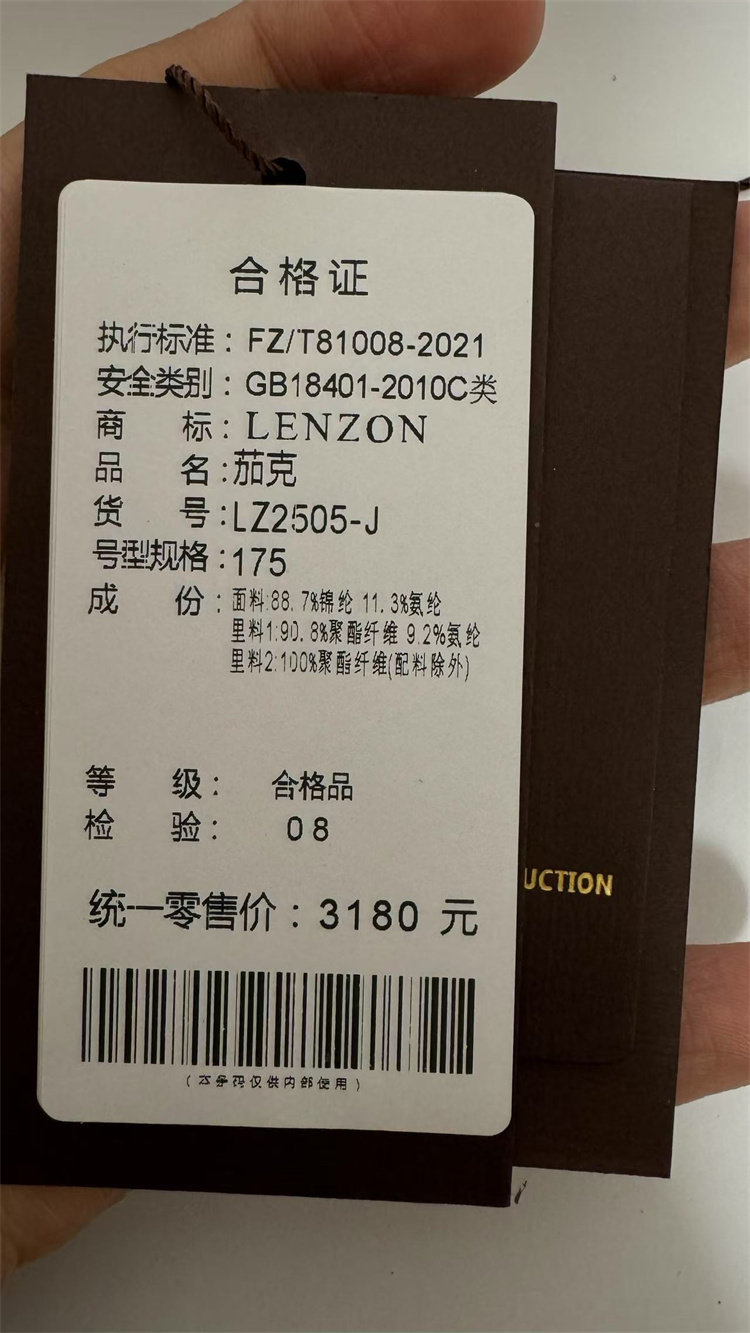 合格证
执行标准：FZ/T81008-2021
安全类别：GB18401-2010C类
商 标：LENZON
品 名：茄克
货 号：LZ2505-J
号型规格：175
成 份：面料:88.7%锦纶 11.3%氨纶
里料1:90.8%聚酯纤维 9.2%氨纶
里料2:100%聚酯纤维(配料除外)
等 级： 合格品
检 验： 08
统一零售价：3180 元
(本条码仅供内部使用)
UCTION